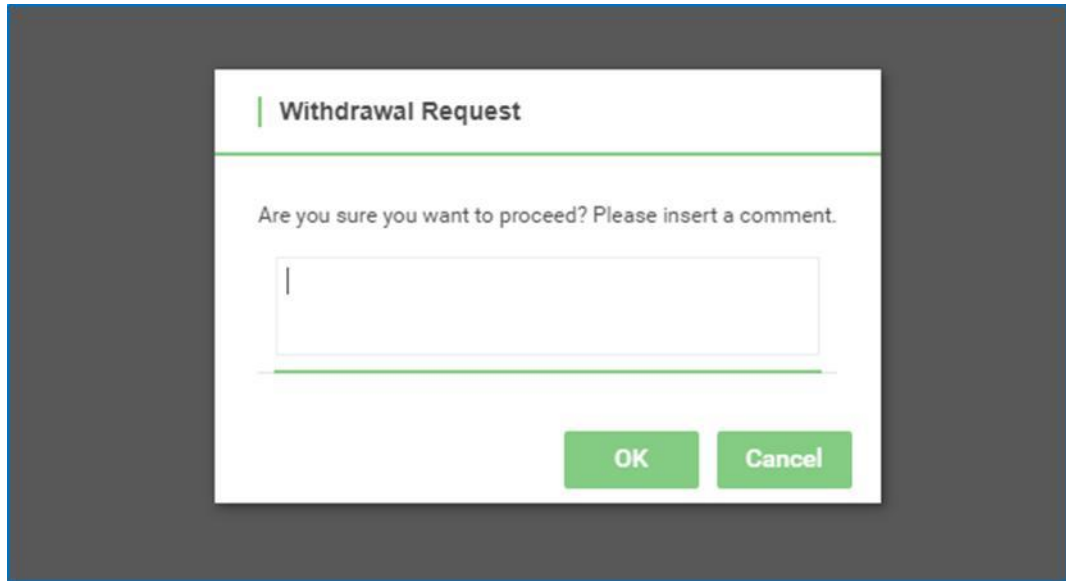 Withdrawal Request
Are you sure you want to proceed? Please insert a comment.
OK
Cancel